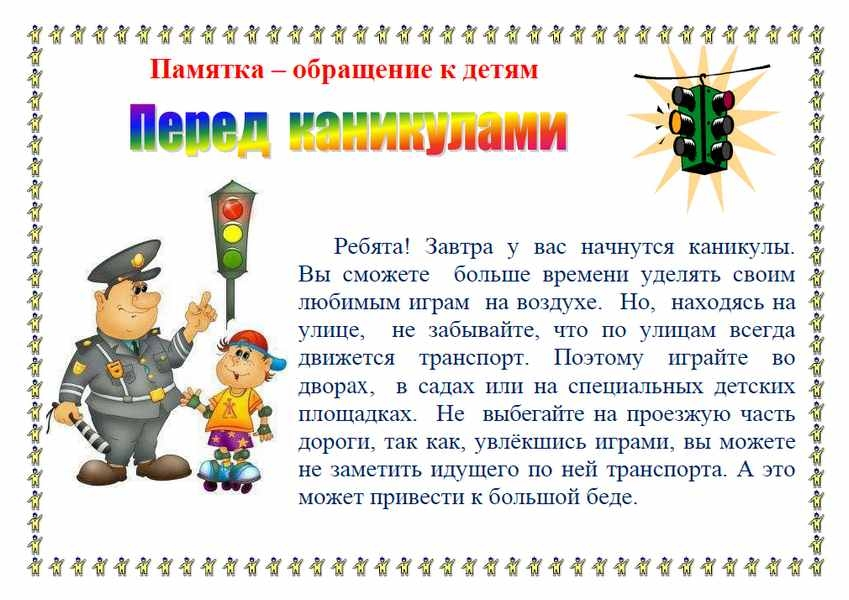 Памятка – обращение к детям
Перед каникулами
Ребята! Завтра у вас начнутся каникулы.
Вы сможете больше времени уделять своим
любимым играм на воздухе. Но, находясь на
улице, не забывайте, что по улицам всегда
движется транспорт. Поэтому играйте во
дворах, в садах или на специальных детских
площадках. Не выбегайте на проезжую часть
дороги, так как, увлёкшись играми, вы можете
не заметить идущего по ней транспорта. А это
может привести к большой беде.